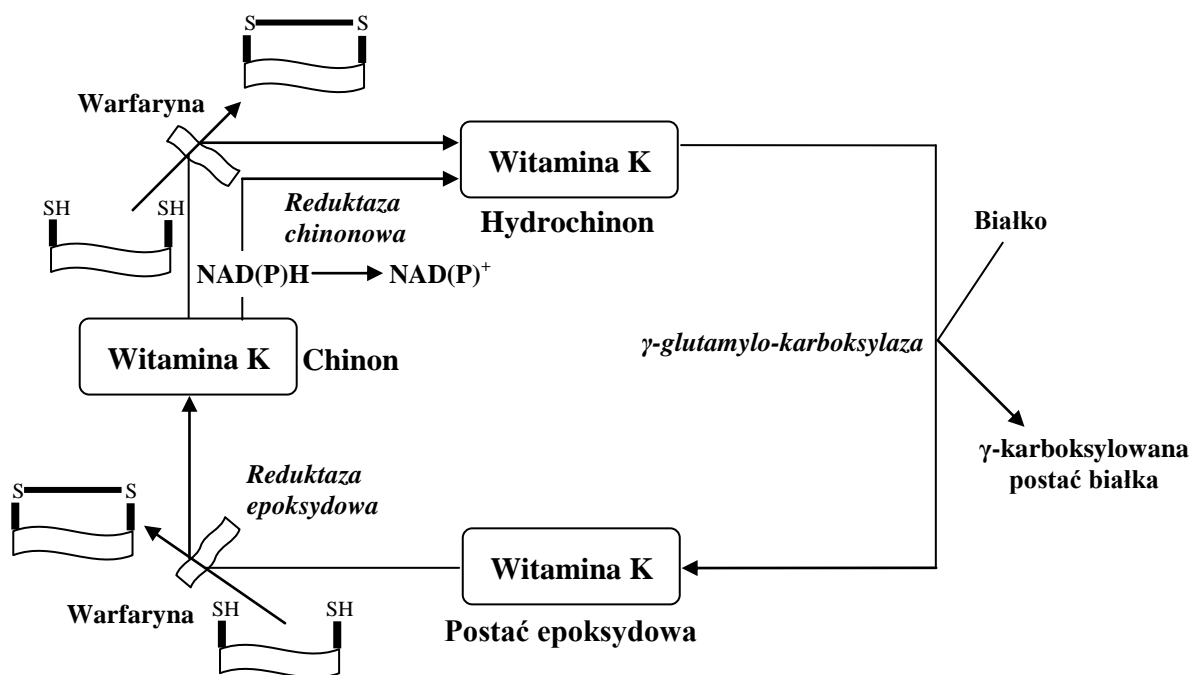 S S
Warfaryna
Witamina K
Hydrochinon
SH SH
Reduktaza
chinonowa
NAD(P)H NAD(P)⁺
Białko
Witamina K Chinon
γ-glutamylo-karboksylaza
γ-karboksylowana
postać białka
Reduktaza
epoksydowa
S S
Witamina K
Postać epoksydowa
Warfaryna
SH SH